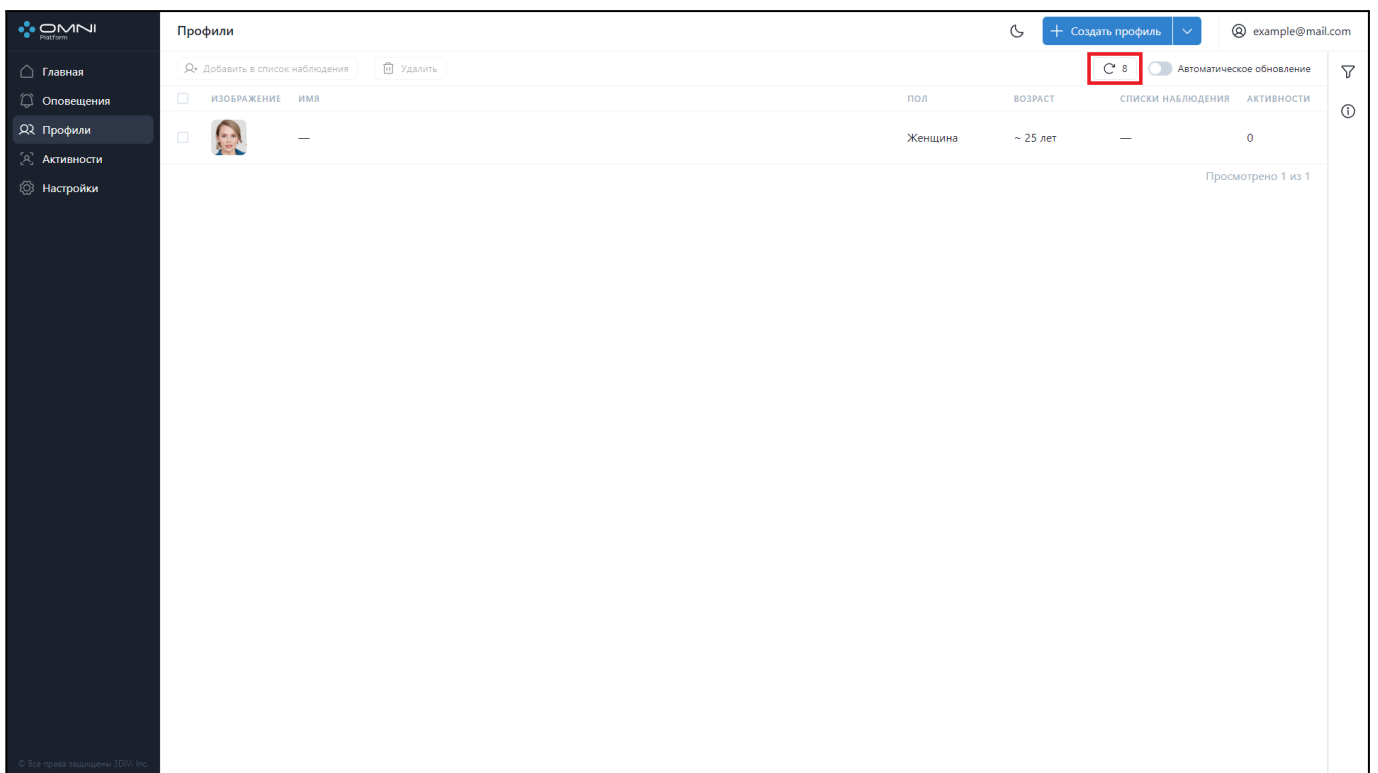 OMNI
Platform
Профили
Создать профиль
example@mail.com
Главная
Оповещения
Профили
Активности
Настройки
Добавить в список наблюдения
Удалить
8
Автоматическое обновление
ИЗОБРАЖЕНИЕ ИМЯ ПОЛ ВОЗРАСТ СПИСКИ НАБЛЮДЕНИЯ АКТИВНОСТИ
— Женщина ~ 25 лет — 0
Просмотрено 1 из 1
© Все права защищены 3DiVi Inc.